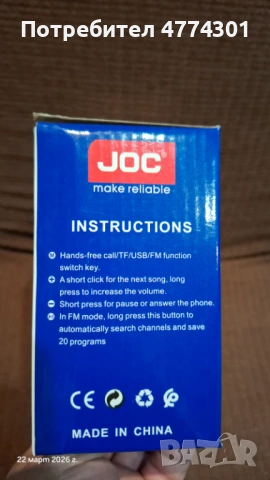 Потребител 4774301
JOC®
make reliable
INSTRUCTIONS
M Hands-free call/TF/USB/FM function
switch key.
+ A short click for the next song, long
press to increase the volume.
− Short press for pause or answer the phone.
In FM mode, long press this button to
automatically search channels and save
20 programs
CE
MADE IN CHINA
22 март 2026 г.
BAZAR